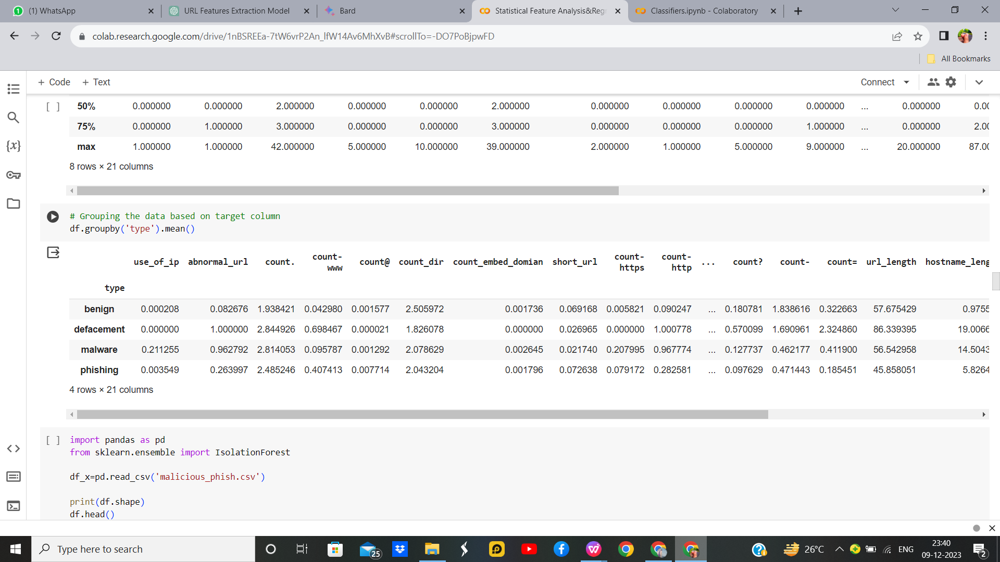 (1) WhatsApp
URL Features Extraction Model
Bard
Statistical Feature Analysis&Reg
Classifiers.ipynb - Colaboratory
colab.research.google.com/drive/1nBSREEa-7tW6vrP2An_lfW14Av6MhXvB#scrollTo=-DO7PoBjpwFD
All Bookmarks
+ Code + Text
Connect
[ ] 50% 0.000000 0.000000 2.000000 0.000000 0.000000 2.000000 0.000000 0.000000 0.000000 0.000000 ... 0.000000 0.00
75% 0.000000 1.000000 3.000000 0.000000 0.000000 3.000000 0.000000 0.000000 0.000000 1.000000 ... 0.000000 2.00
max 1.000000 1.000000 42.000000 5.000000 10.000000 39.000000 2.000000 1.000000 5.000000 9.000000 ... 20.000000 87.00
8 rows × 21 columns
# Grouping the data based on target column
df.groupby('type').mean()
use_of_ip abnormal_url count. count-www count@ count_dir count_embed_domian short_url count-https count-http ... count? count- count= url_length hostname_leng
type
benign 0.000208 0.082676 1.938421 0.042980 0.001577 2.505972 0.001736 0.069168 0.005821 0.090247 ... 0.180781 1.838616 0.322663 57.675429 0.9755
defacement 0.000000 1.000000 2.844926 0.698467 0.000021 1.826078 0.000000 0.026965 0.000000 1.000778 ... 0.570099 1.690961 2.324860 86.339395 19.0066
malware 0.211255 0.962792 2.814053 0.095787 0.001292 2.078629 0.002645 0.021740 0.207995 0.967774 ... 0.127737 0.462177 0.411900 56.542958 14.5043
phishing 0.003549 0.263997 2.485246 0.407413 0.007714 2.043204 0.001796 0.072638 0.079172 0.282581 ... 0.097629 0.471443 0.185451 45.858051 5.8264
4 rows × 21 columns
[ ] import pandas as pd
from sklearn.ensemble import IsolationForest
df_x=pd.read_csv('malicious_phish.csv')
print(df.shape)
df.head()
Type here to search
25
26°C
ENG
23:40
09-12-2023
2